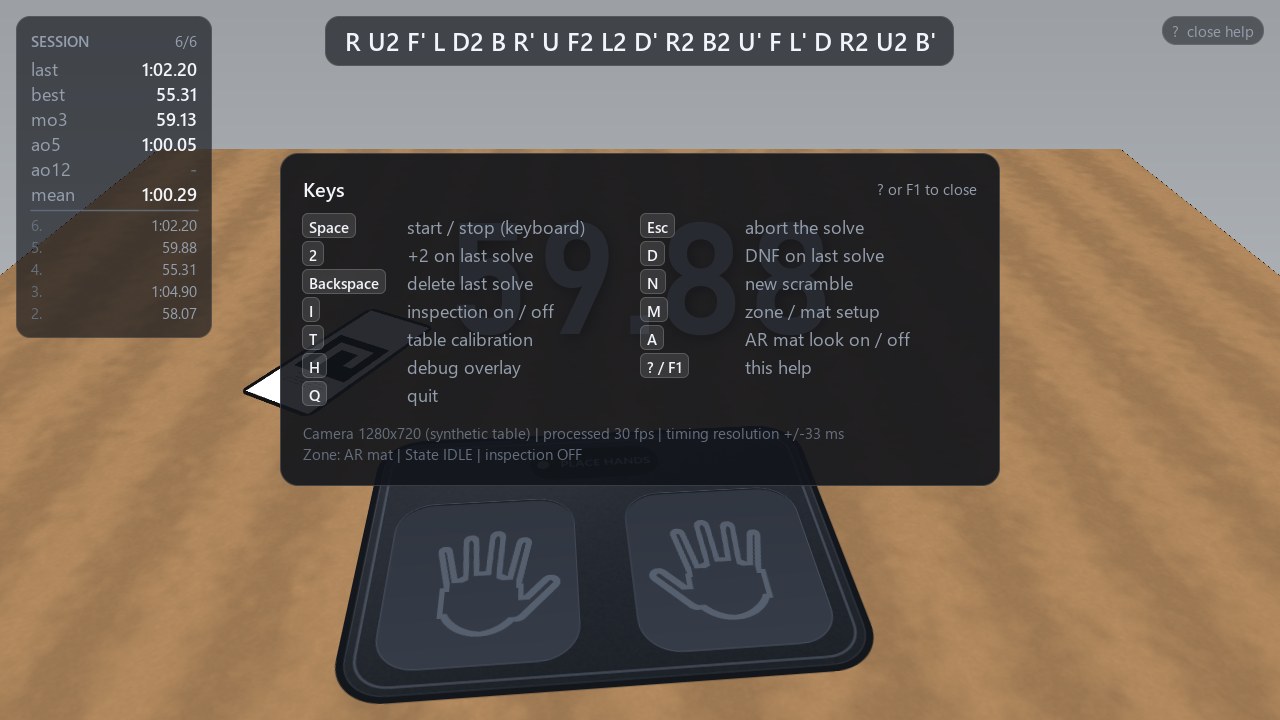 SESSION 6/6
last 1:02.20
best 55.31
mo3 59.13
ao5 1:00.05
ao12 -
mean 1:00.29
6. 1:02.20
5. 59.88
4. 55.31
3. 1:04.90
2. 58.07
R U2 F' L D2 B R' U F2 L2 D' R2 B2 U' F L' D R2 U2 B'
? close help
59.88
Keys ? or F1 to close
Space start / stop (keyboard) Esc abort the solve
2 +2 on last solve D DNF on last solve
Backspace delete last solve N new scramble
I inspection on / off M zone / mat setup
T table calibration A AR mat look on / off
H debug overlay ? / F1 this help
Q quit
Camera 1280x720 (synthetic table) | processed 30 fps | timing resolution +/-33 ms
Zone: AR mat | State IDLE | inspection OFF
PLACE HANDS